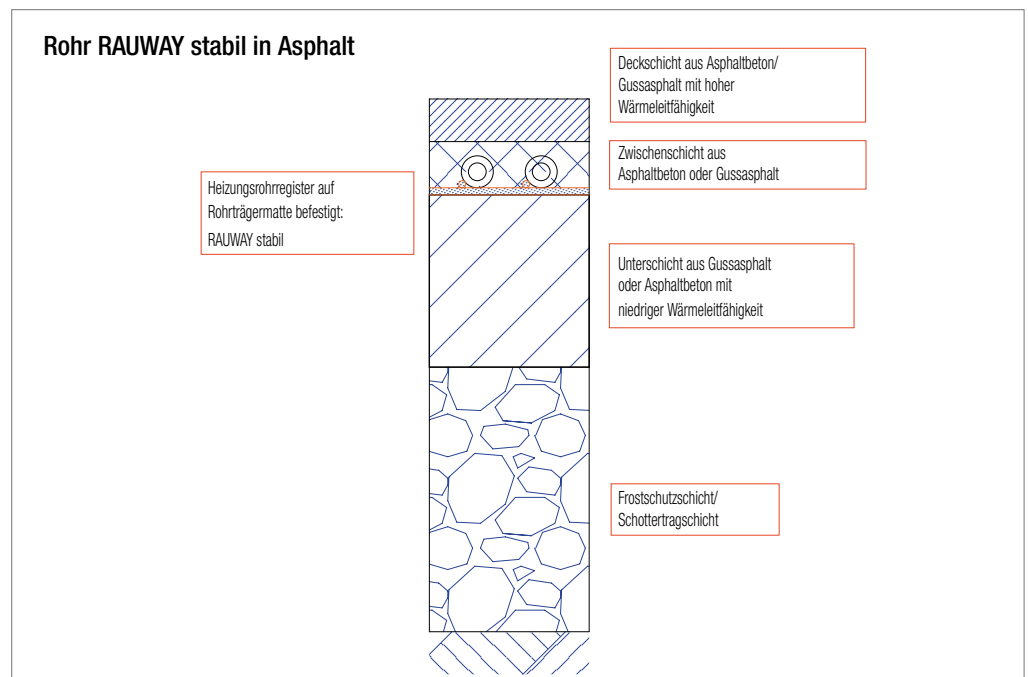 Rohr RAUWAY stabil in Asphalt
Deckschicht aus Asphaltbeton/
Gussasphalt mit hoher
Wärmeleitfähigkeit
Zwischenschicht aus
Asphaltbeton oder Gussasphalt
Heizungsrohrregister auf
Rohrträgermatte befestigt:
RAUWAY stabil
Unterschicht aus Gussasphalt
oder Asphaltbeton mit
niedriger Wärmeleitfähigkeit
Frostschutzschicht/
Schottertragschicht